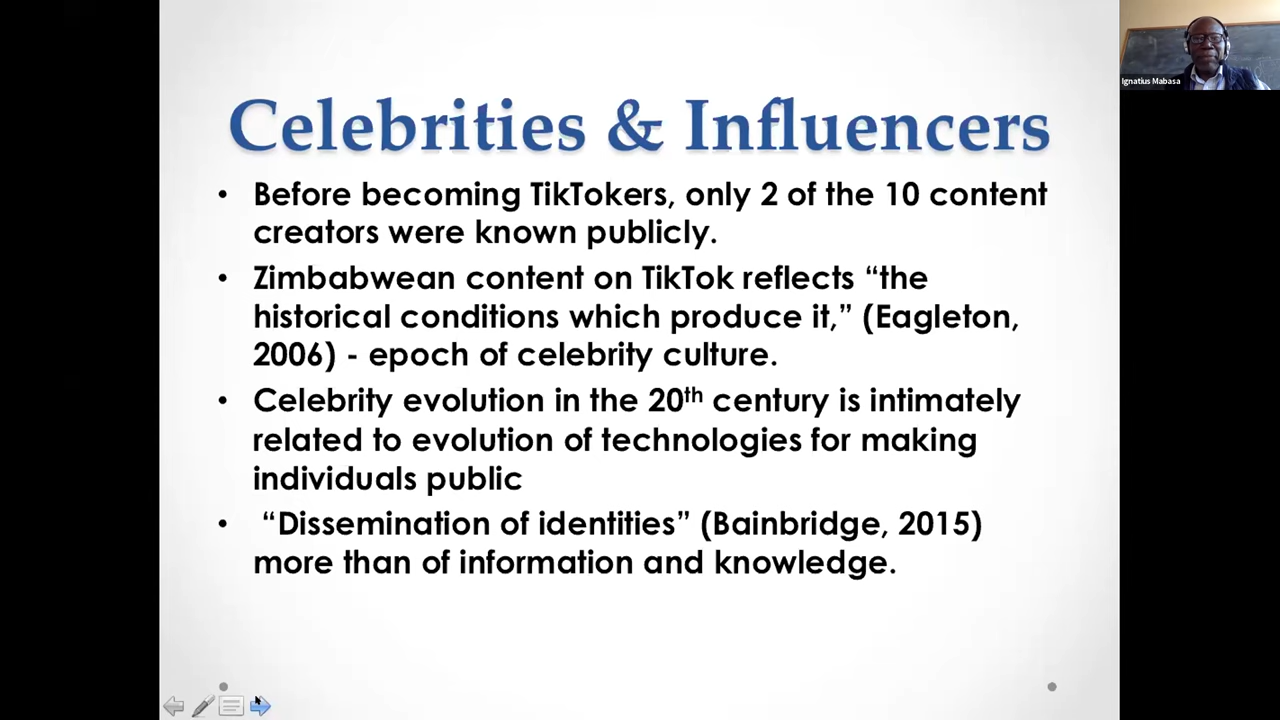 Celebrities & Influencers
• Before becoming TikTokers, only 2 of the 10 content
creators were known publicly.
• Zimbabwean content on TikTok reflects “the
historical conditions which produce it,” (Eagleton,
2006) - epoch of celebrity culture.
• Celebrity evolution in the 20th century is intimately
related to evolution of technologies for making
individuals public
• “Dissemination of identities” (Bainbridge, 2015)
more than of information and knowledge.
Ignatius Mabasa